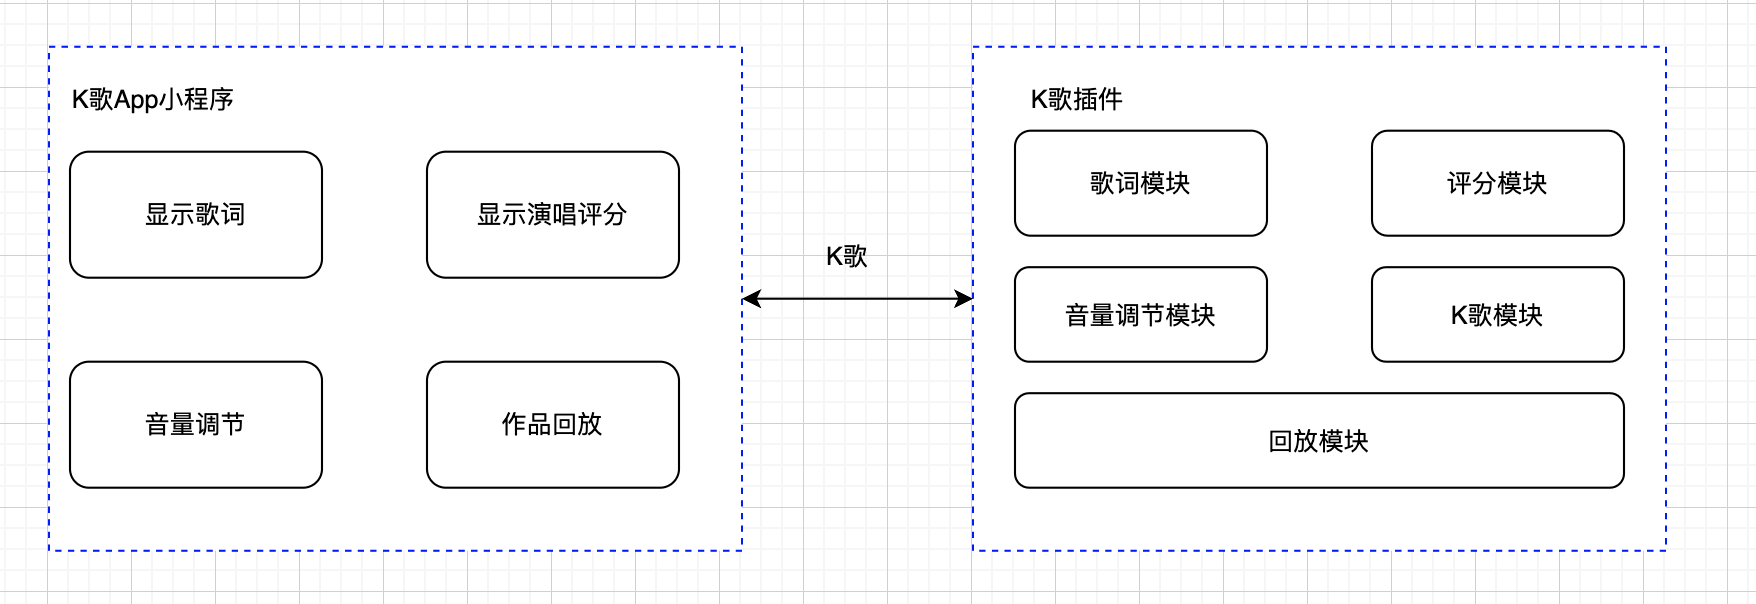 K歌App小程序
显示歌词
显示演唱评分
音量调节
作品回放
K歌
K歌插件
歌词模块
评分模块
音量调节模块
K歌模块
回放模块